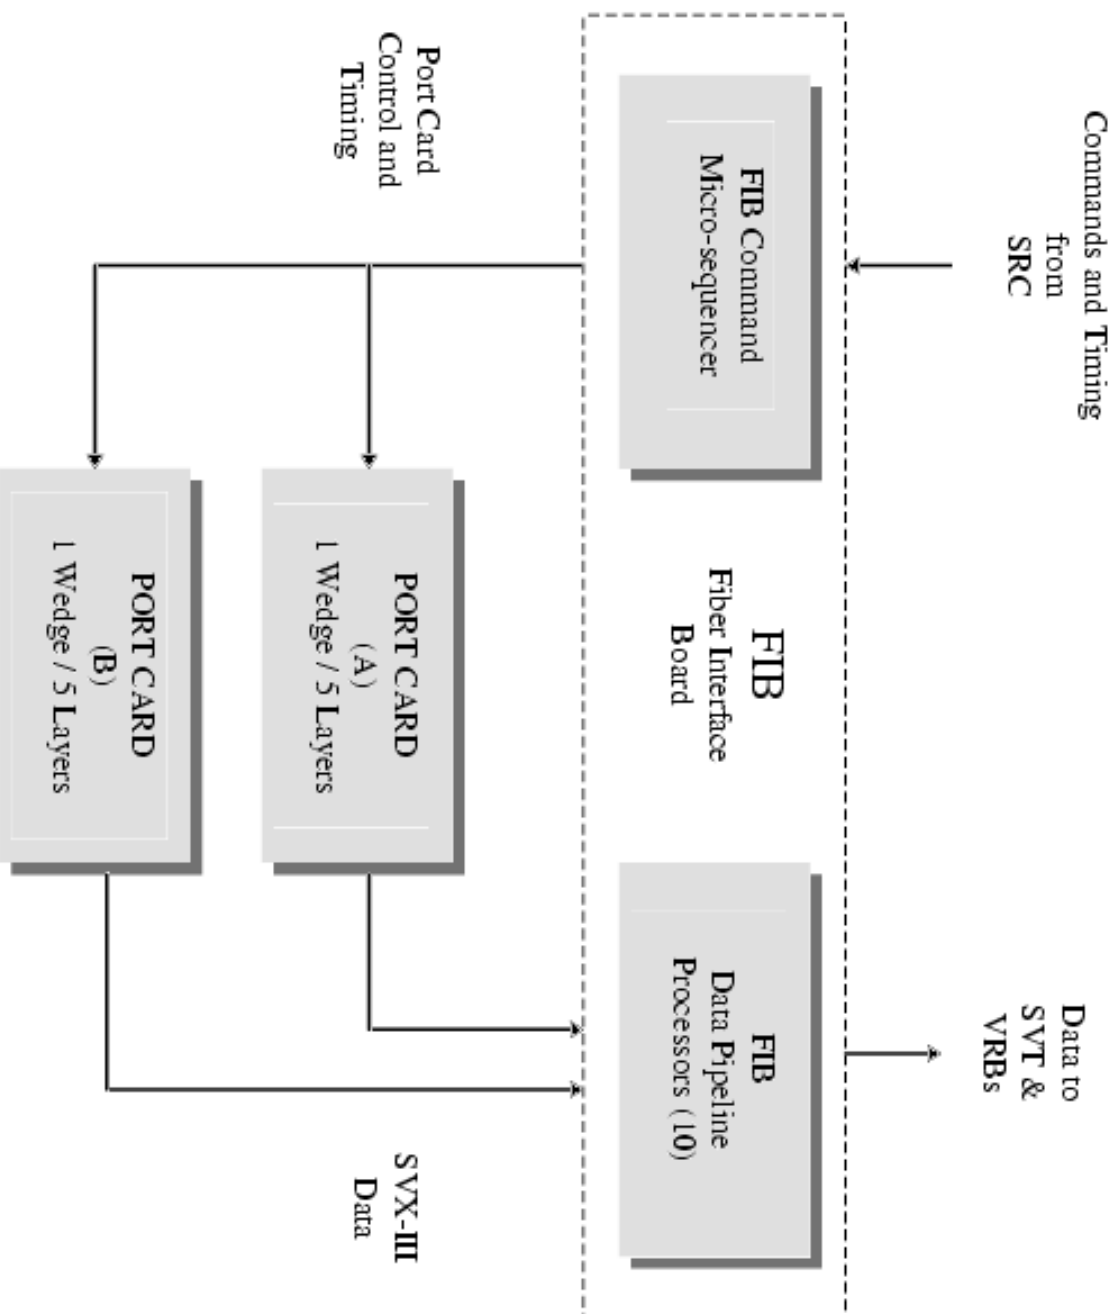 Commands and Timing
from
SRC
Data to
SVT &
VRBs
FIB Command
Micro-sequencer
FIB
Fiber Interface
Board
FIB
Data Pipeline
Processors (10)
Port Card
Control and
Timing
SVX-III
Data
PORT CARD
(A)
1 Wedge / 5 Layers
PORT CARD
(B)
1 Wedge / 5 Layers